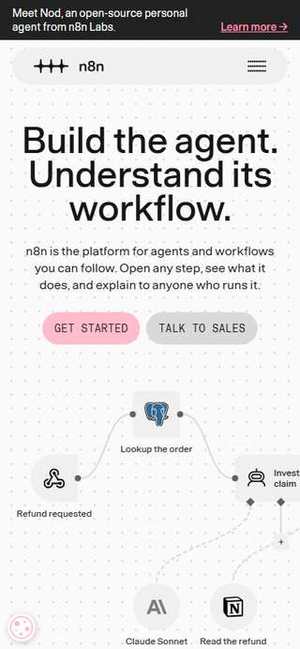 Meet Nod, an open-source personal
agent from n8n Labs.
Learn more →
n8n
Build the agent.
Understand its
workflow.
n8n is the platform for agents and workflows
you can follow. Open any step, see what it
does, and explain to anyone who runs it.
GET STARTED
TALK TO SALES
Lookup the order
Invest
claim
Refund requested
Claude Sonnet
Read the refund